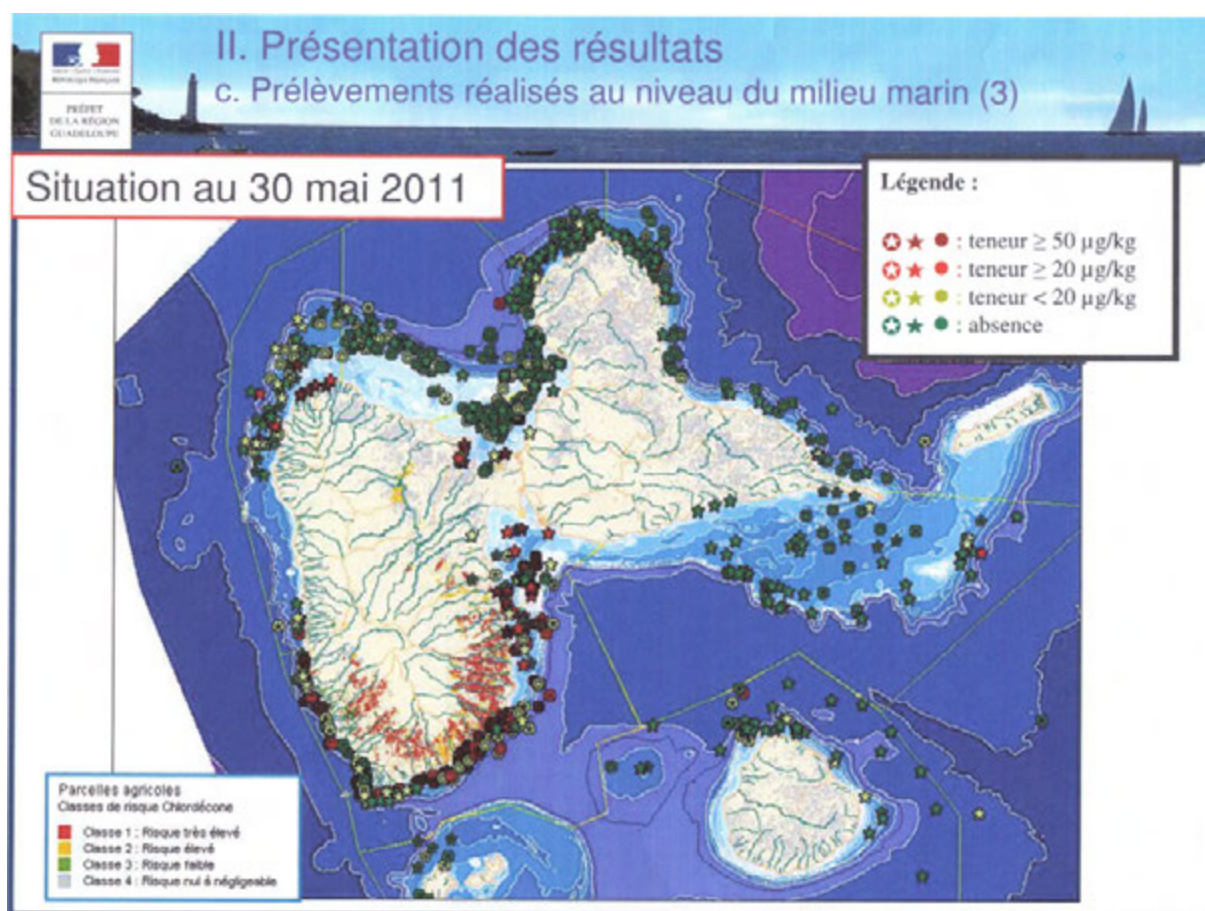 II. Présentation des résultats
c. Prélèvements réalisés au niveau du milieu marin (3)
PRÉFET
DE LA RÉGION
GUADELOUPE
Situation au 30 mai 2011
Légende :
: teneur ≥ 50 µg/kg
: teneur ≥ 20 µg/kg
: teneur < 20 µg/kg
: absence
Parcelles agricoles
Classes de risque Chlordécone
Classe 1 : Risque très élevé
Classe 2 : Risque élevé
Classe 3 : Risque faible
Classe 4 : Risque nul à négligeable